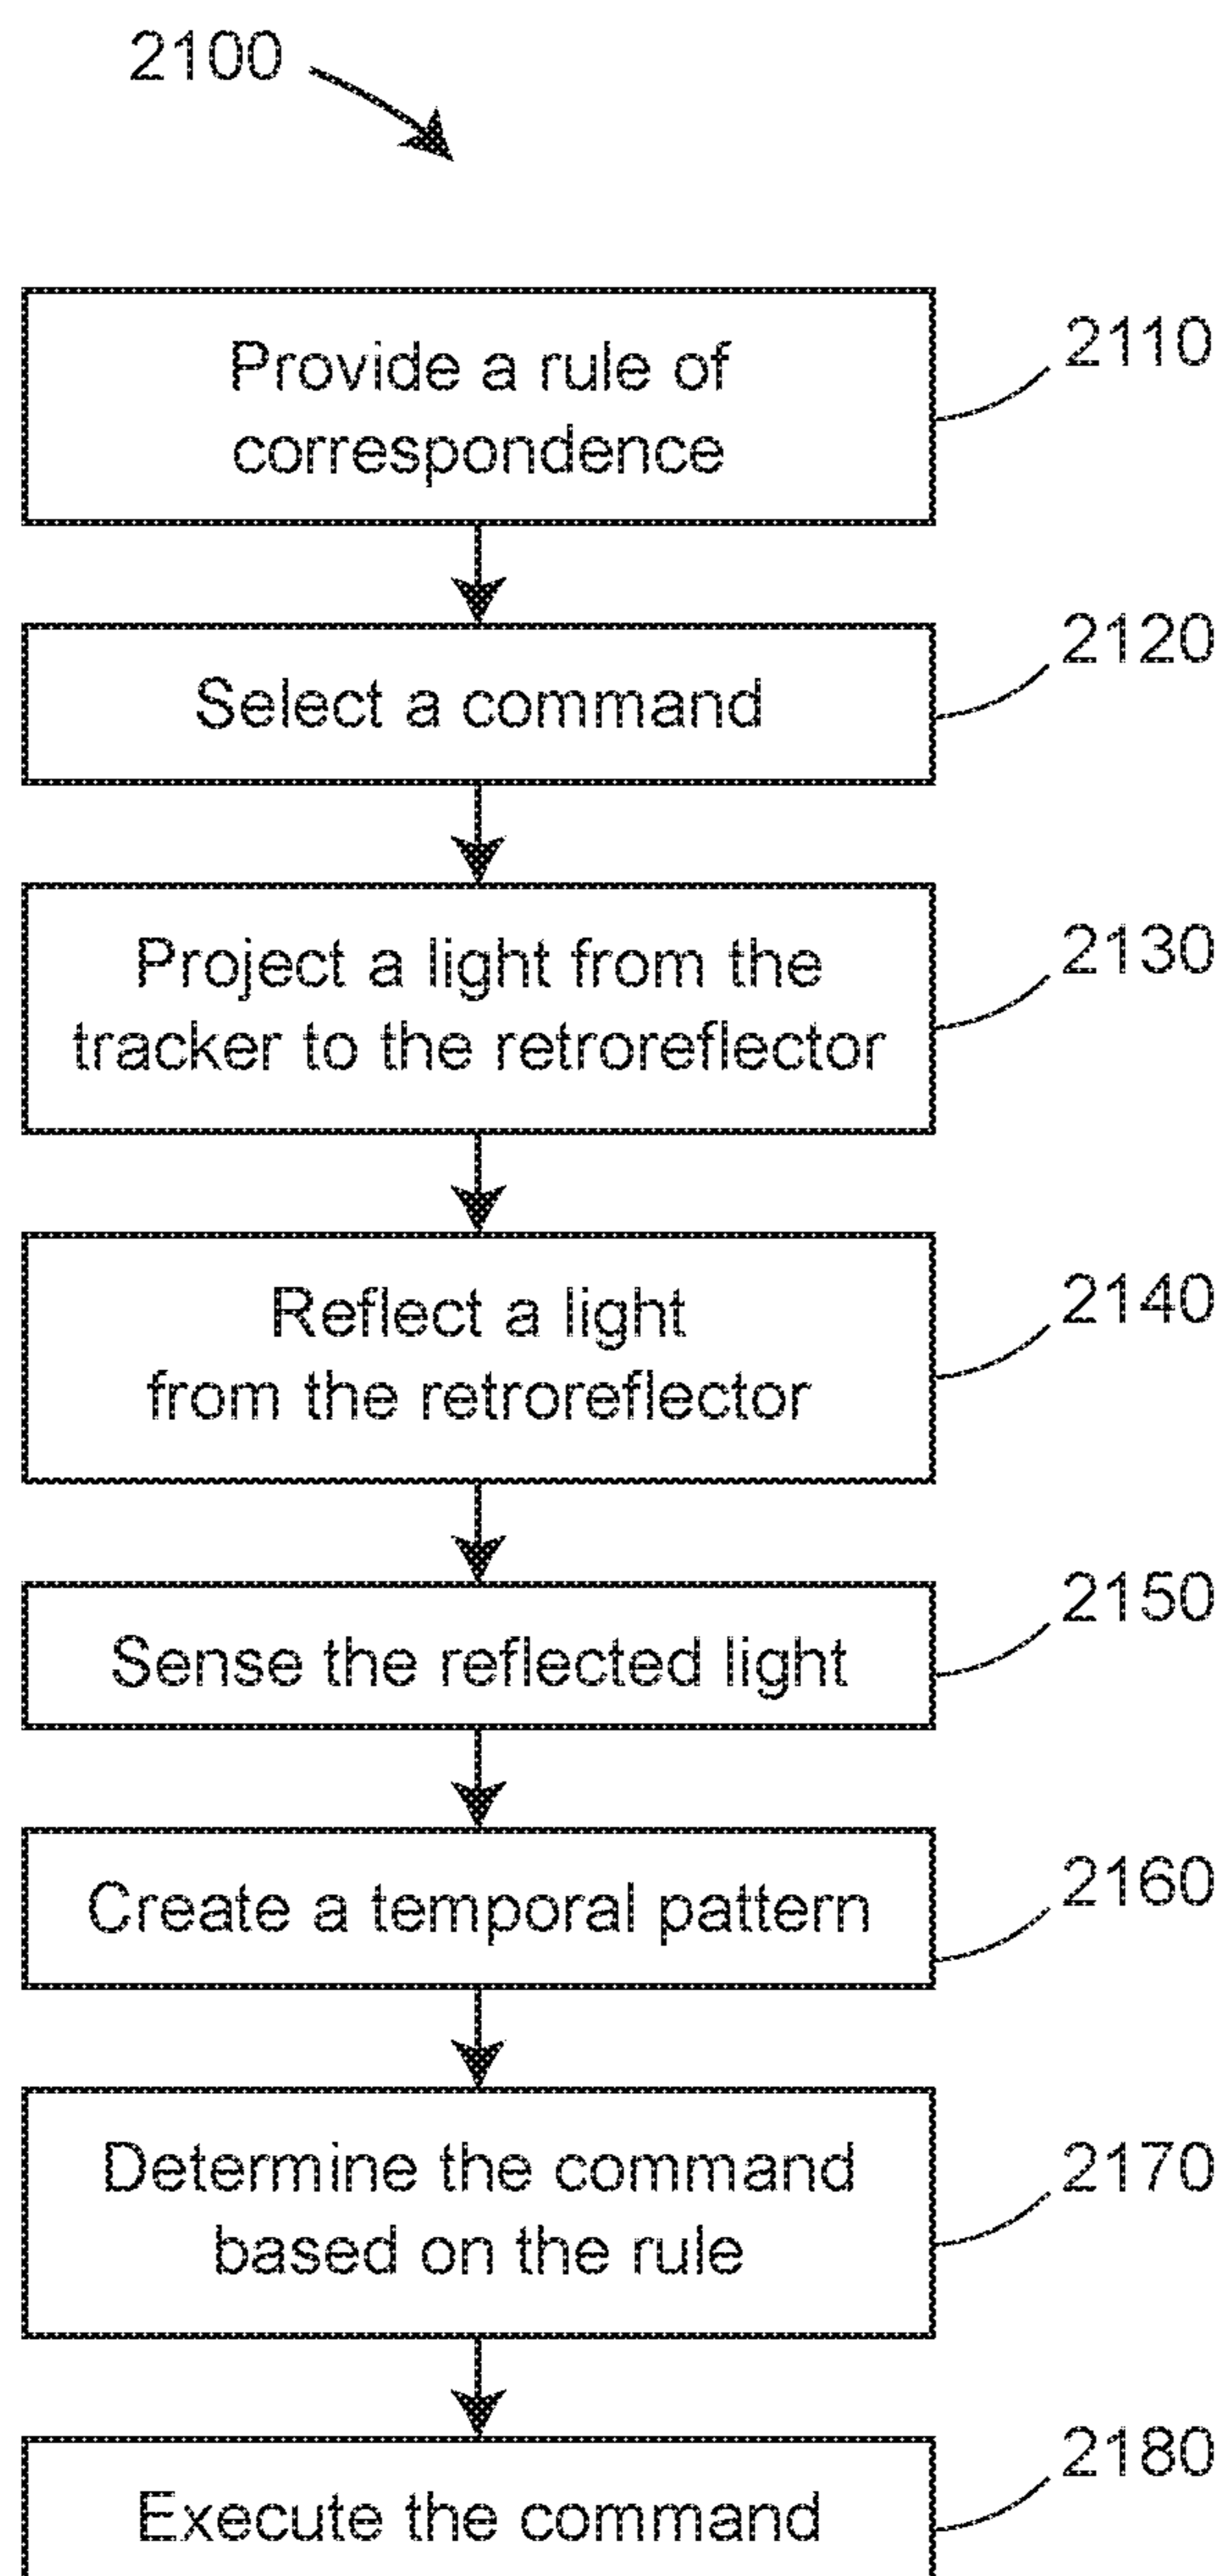 2100
Provide a rule of
correspondence
2110
Select a command
2120
Project a light from the
tracker to the retroreflector
2130
Reflect a light
from the retroreflector
2140
Sense the reflected light
2150
Create a temporal pattern
2160
Determine the command
based on the rule
2170
Execute the command
2180